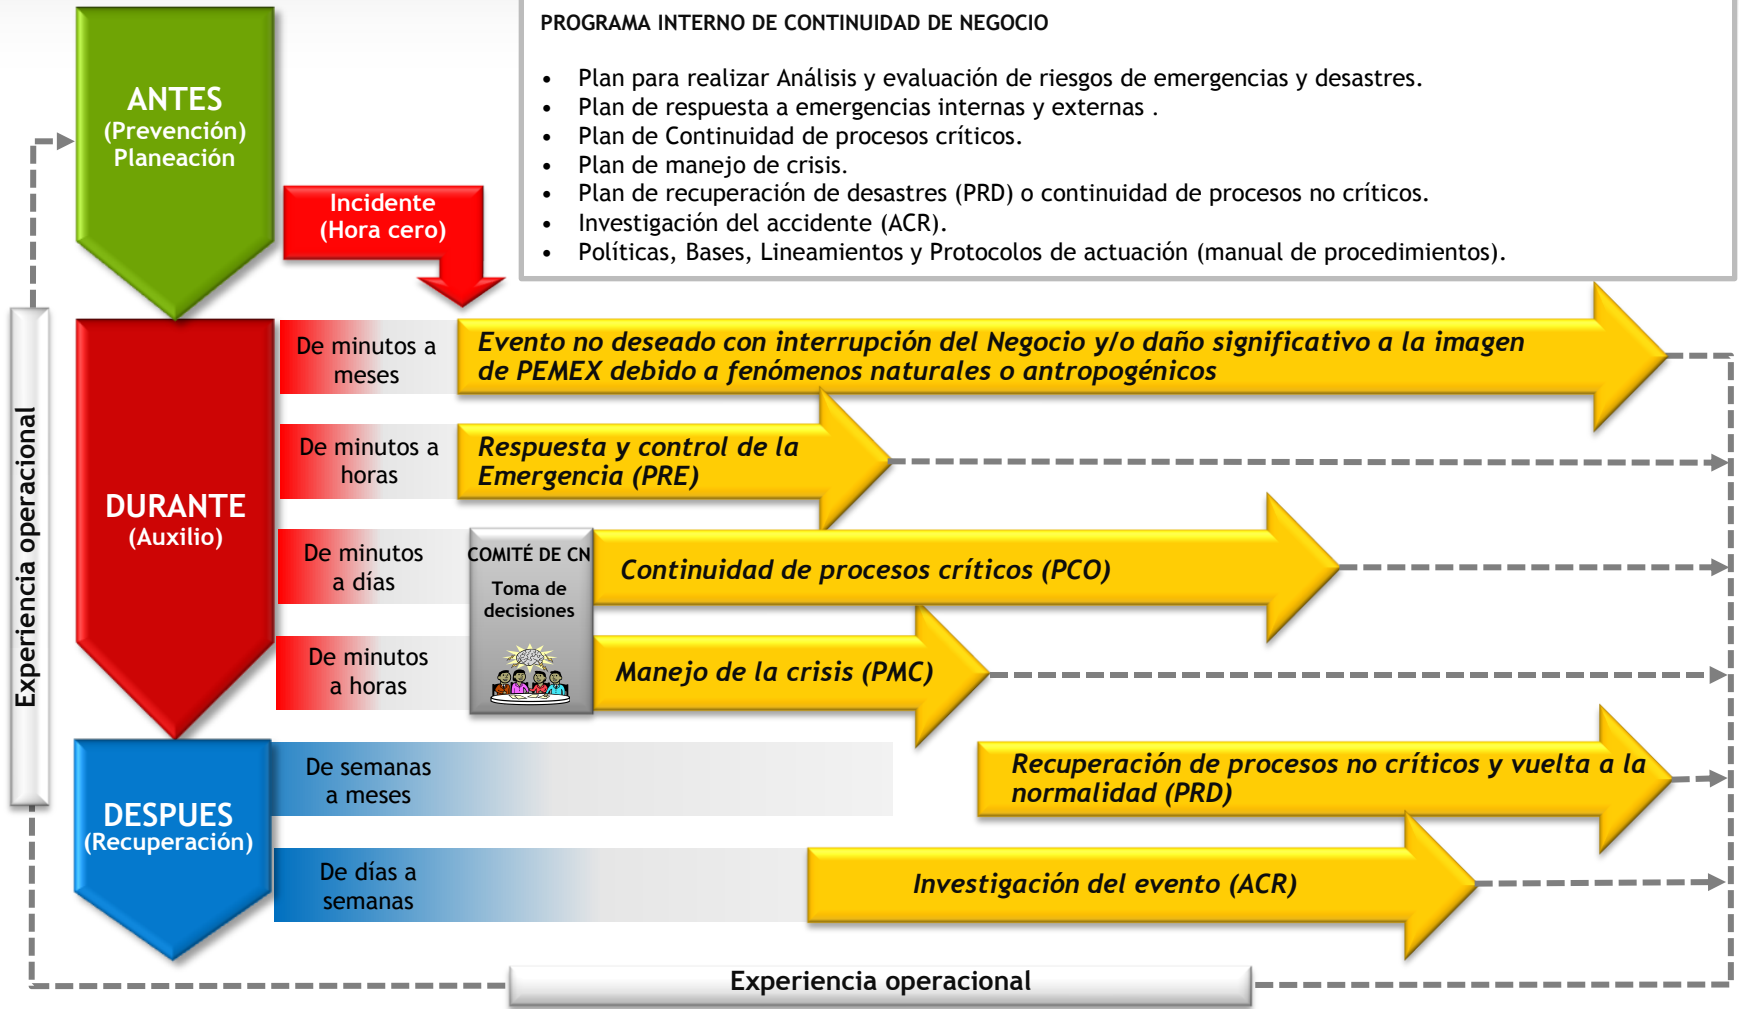 PROGRAMA INTERNO DE CONTINUIDAD DE NEGOCIO
• Plan para realizar Análisis y evaluación de riesgos de emergencias y desastres.
• Plan de respuesta a emergencias internas y externas .
• Plan de Continuidad de procesos críticos.
• Plan de manejo de crisis.
• Plan de recuperación de desastres (PRD) o continuidad de procesos no críticos.
• Investigación del accidente (ACR).
• Políticas, Bases, Lineamientos y Protocolos de actuación (manual de procedimientos).
ANTES
(Prevención)
Planeación
Incidente
(Hora cero)
DURANTE
(Auxilio)
De minutos a
meses
Evento no deseado con interrupción del Negocio y/o daño significativo a la imagen
de PEMEX debido a fenómenos naturales o antropogénicos
De minutos a
horas
Respuesta y control de la
Emergencia (PRE)
De minutos
a días
COMITÉ DE CN
Toma de
decisiones
Continuidad de procesos críticos (PCO)
De minutos
a horas
Manejo de la crisis (PMC)
DESPUES
(Recuperación)
De semanas
a meses
Recuperación de procesos no críticos y vuelta a la
normalidad (PRD)
De días a
semanas
Investigación del evento (ACR)
Experiencia operacional
Experiencia operacional